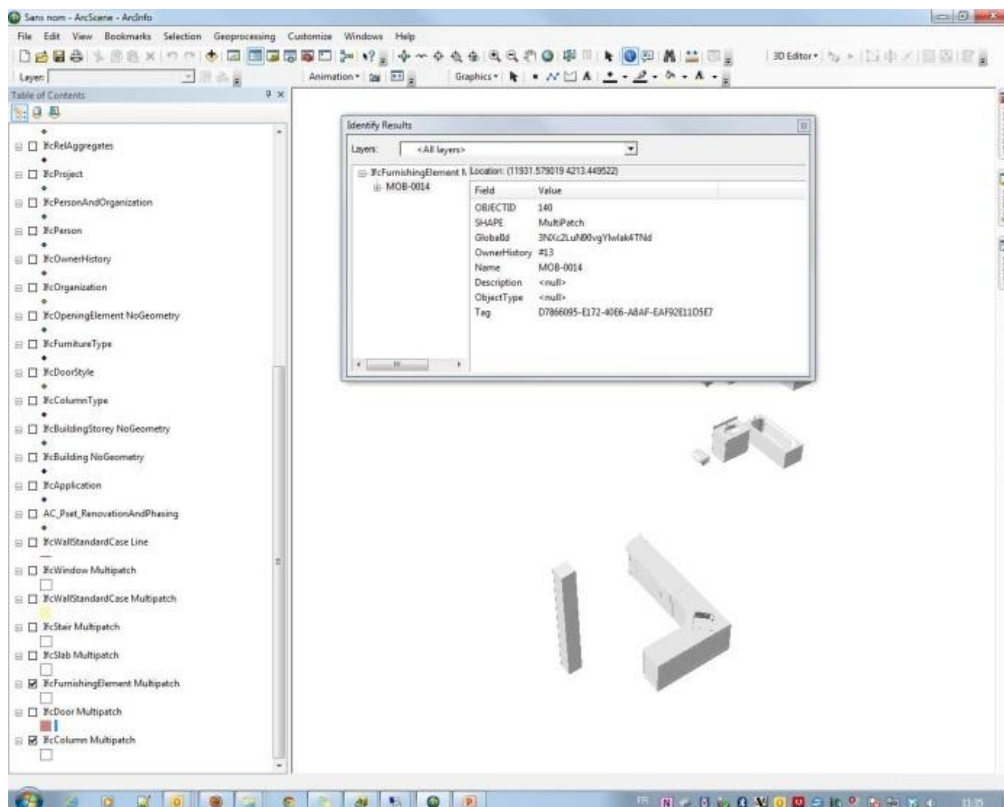 Sans nom - ArcScene - ArcInfo
File Edit View Bookmarks Selection Geoprocessing Customize Windows Help
3D Editor
Layer: Animation Graphics
Table of Contents
IfcRelAggregates
IfcProject
IfcPersonAndOrganization
IfcPerson
IfcOwnerHistory
IfcOrganization
IfcOpeningElement NoGeometry
IfcFurnitureType
IfcDoorStyle
IfcColumnType
IfcBuildingStorey NoGeometry
IfcBuilding NoGeometry
IfcApplication
AC_Pset_RenovationAndPhasing
IfcWallStandardCase Line
IfcWindow Multipatch
IfcWallStandardCase Multipatch
IfcStair Multipatch
IfcSlab Multipatch
IfcFurnishingElement Multipatch
IfcDoor Multipatch
IfcColumn Multipatch
Identify Results
Layers: <All layers>
IfcFurnishingElement M
MOB-0014
Location: (11931.579019 4213.449522)
Field Value
OBJECTID 140
SHAPE MultiPatch
GlobalId
OwnerHistory #13
Name MOB-0014
Description <null>
ObjectType <null>
Tag D7866095-E172-40E6-A8AF-EAF92E11D5E7
FR
11:35